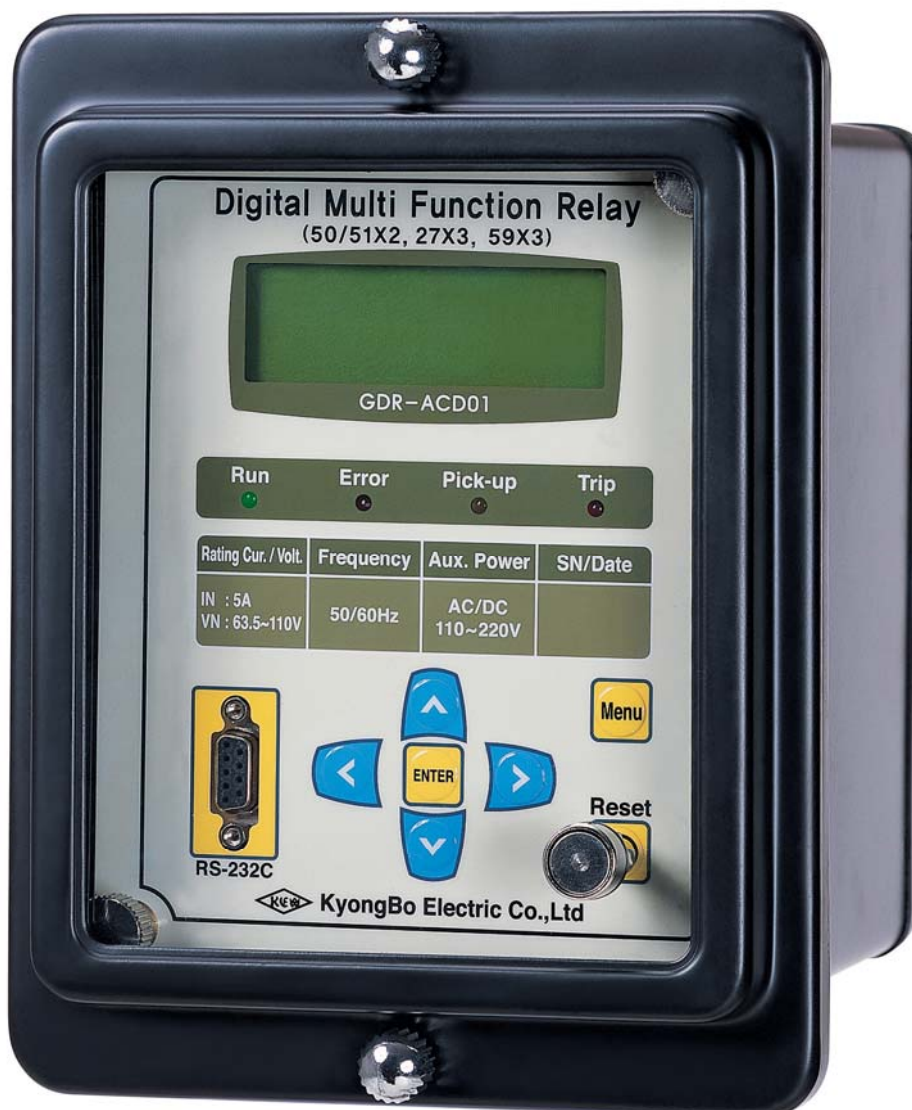 Digital Multi Function Relay
(50/51X2, 27X3, 59X3)
GDR-ACD01
Run Error Pick-up Trip
Rating Cur. / Volt. Frequency Aux. Power SN/Date
IN : 5A
VN : 63.5~110V
50/60Hz
AC/DC
110~220V
Menu
ENTER
Reset
RS-232C
KyongBo Electric Co.,Ltd